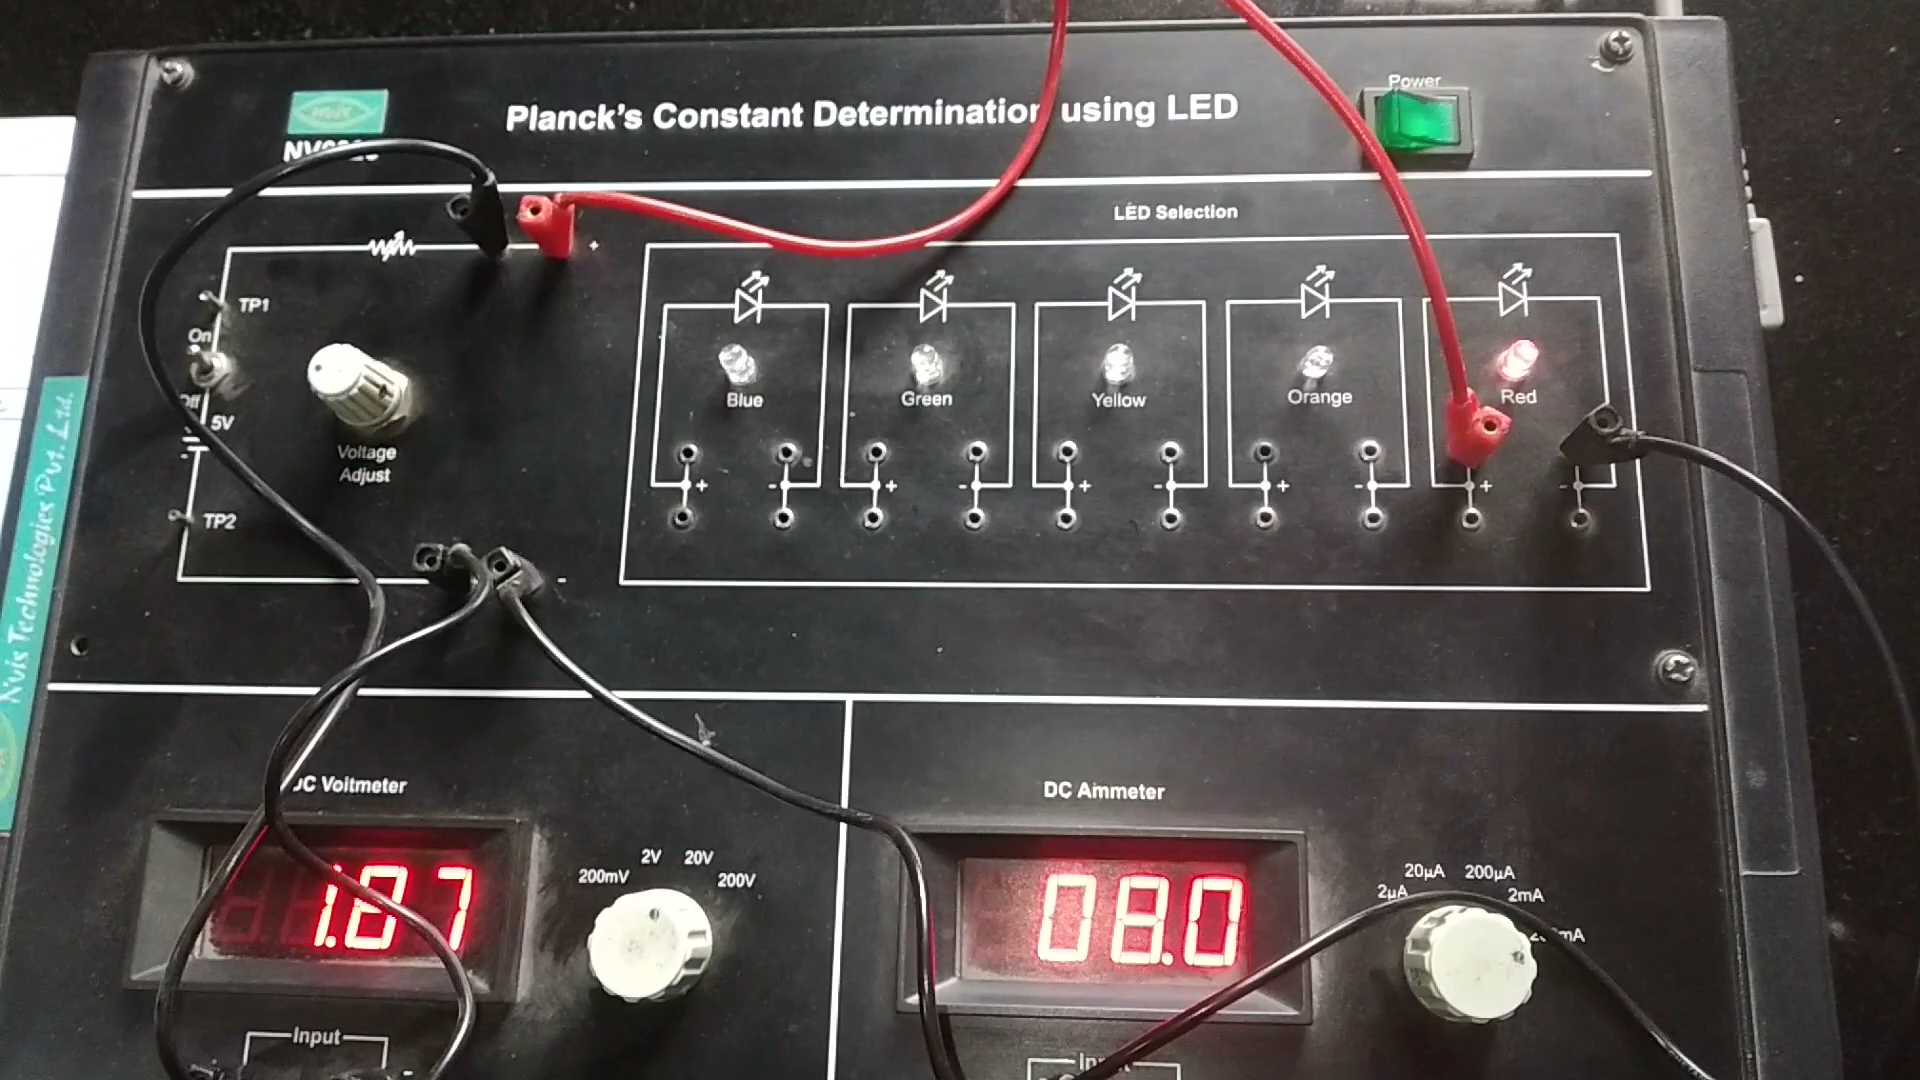 Planck's Constant Determination using LED
Power
LED Selection
TP1
On
Off
5V
Voltage
Adjust
TP2
+
-
Blue
Green
Yellow
Orange
Red
+ - + - + - + - + -
Nvis Technologies Pvt. Ltd.
DC Voltmeter
1.87
200mV 2V 20V 200V
Input
-
DC Ammeter
08.0
2µA 20µA 200µA 2mA